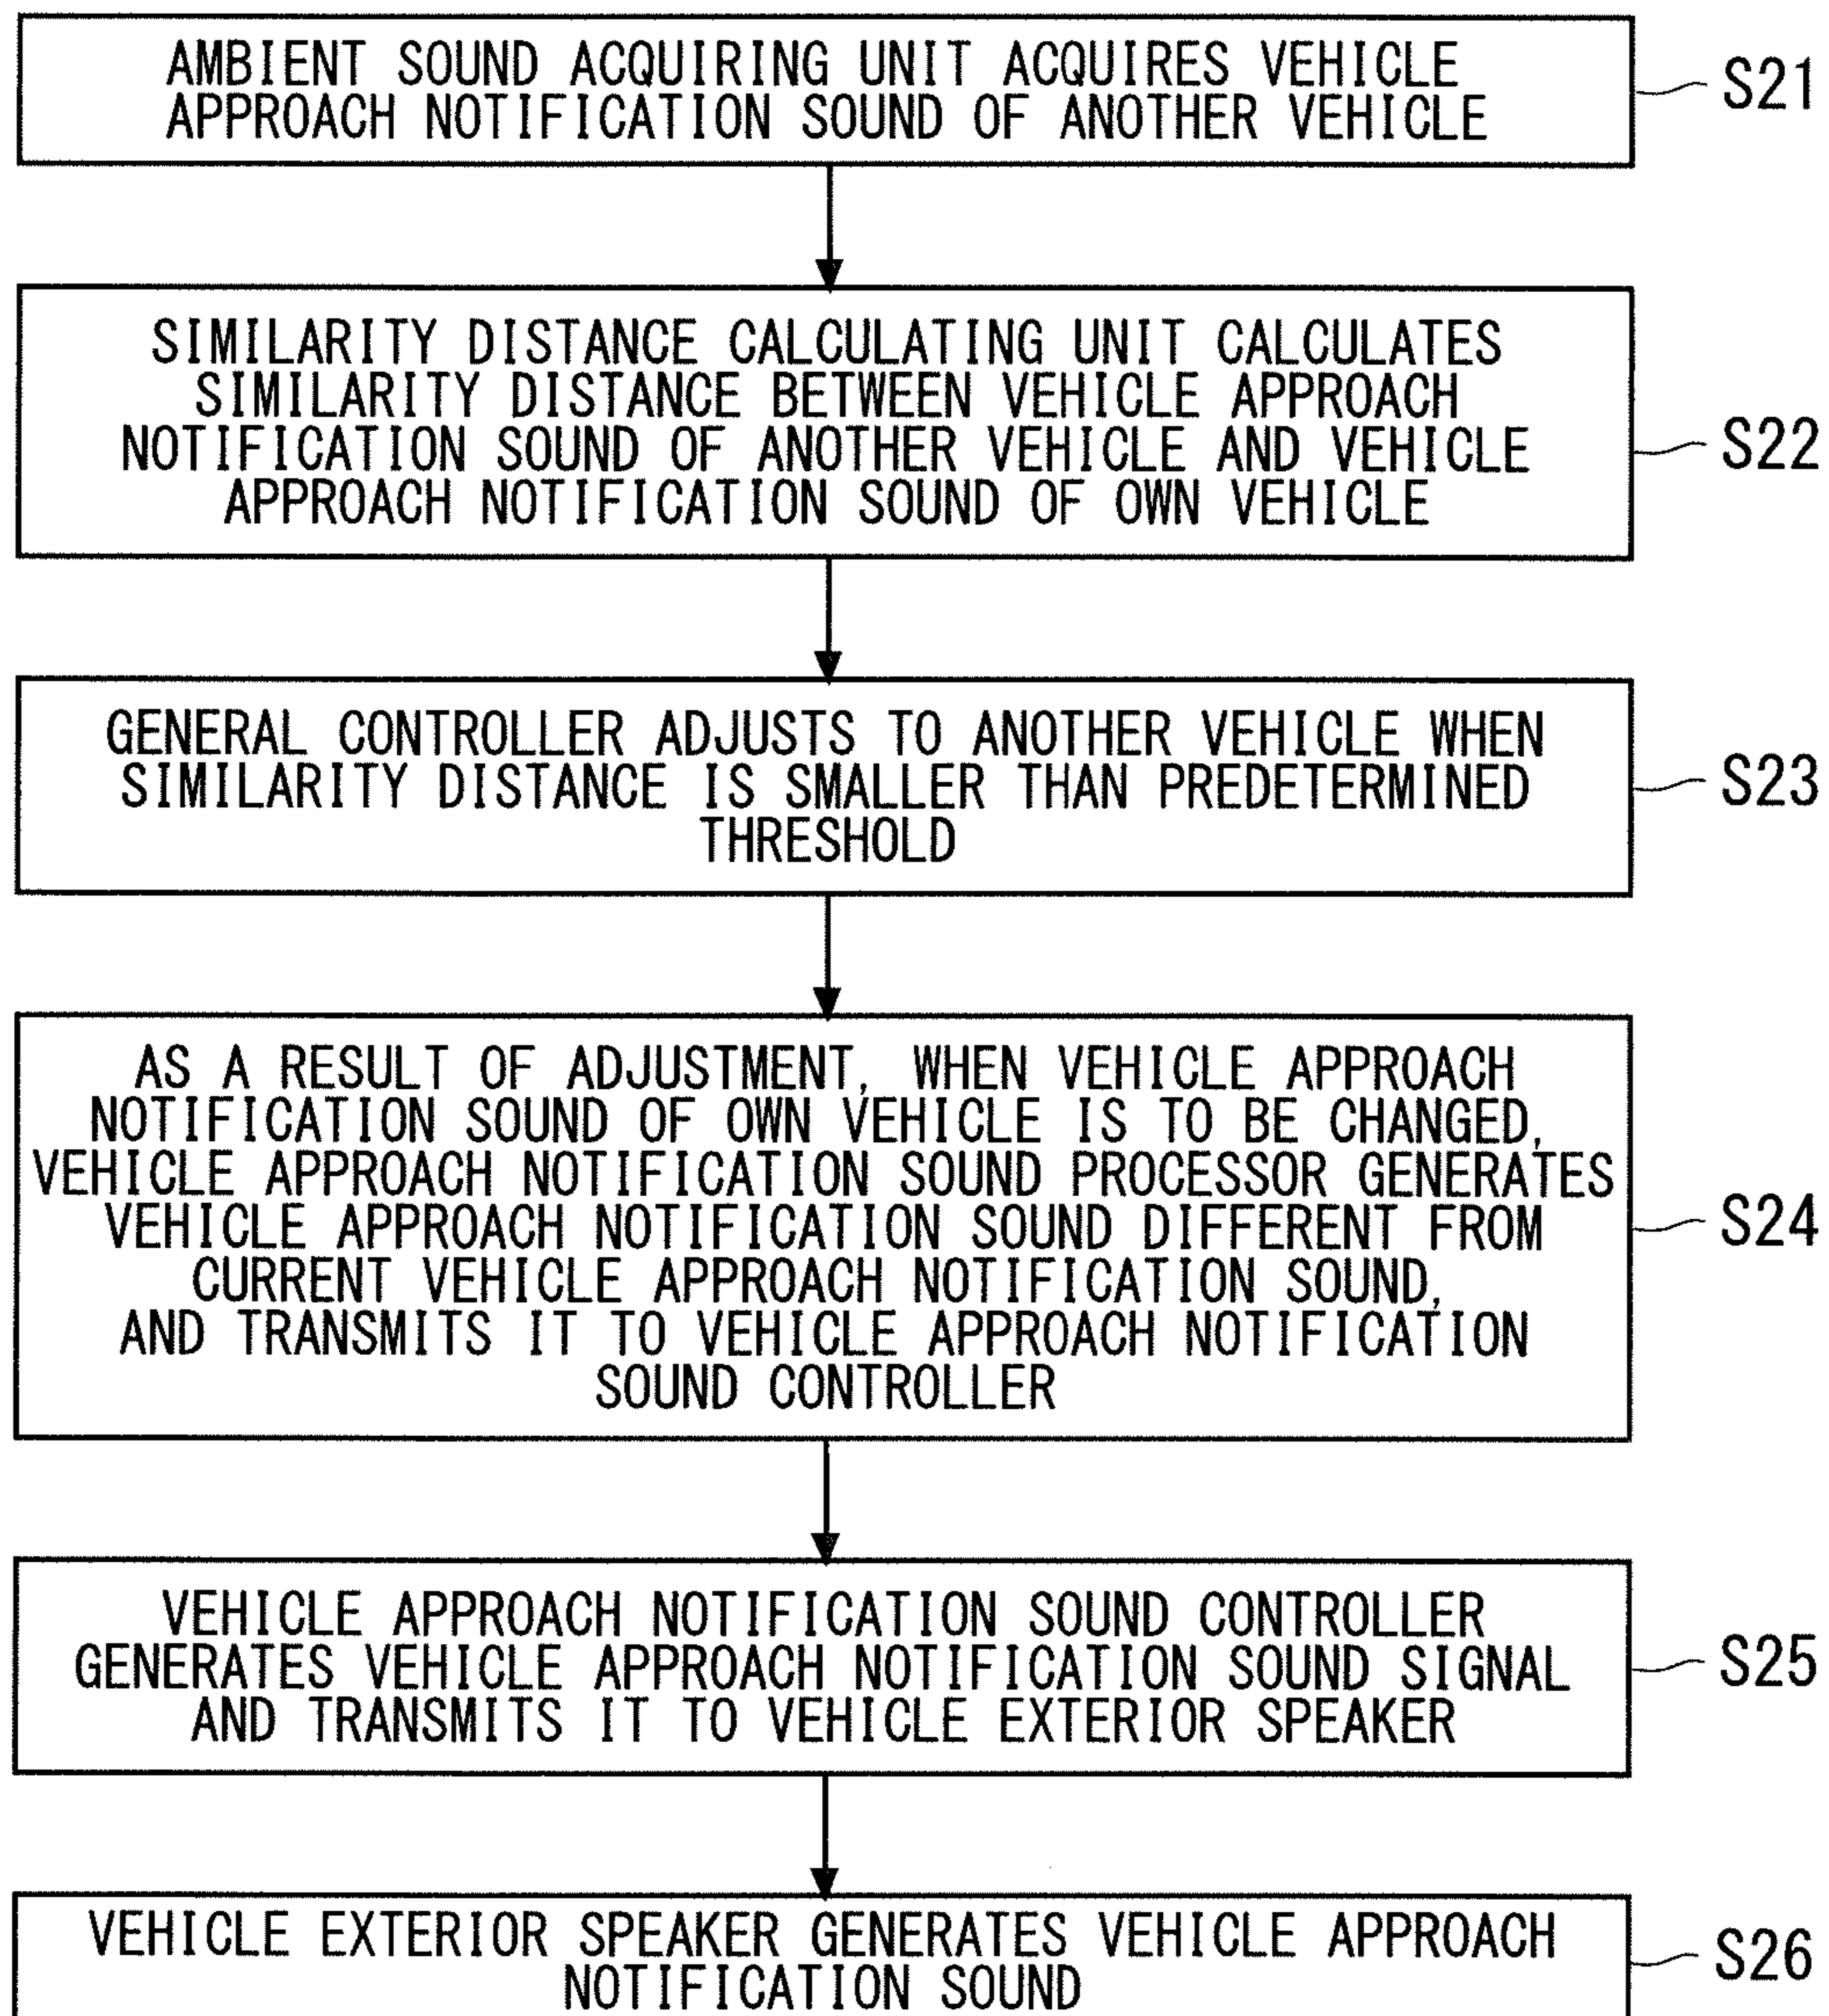 AMBIENT SOUND ACQUIRING UNIT ACQUIRES VEHICLE
APPROACH NOTIFICATION SOUND OF ANOTHER VEHICLE
S21
SIMILARITY DISTANCE CALCULATING UNIT CALCULATES
SIMILARITY DISTANCE BETWEEN VEHICLE APPROACH
NOTIFICATION SOUND OF ANOTHER VEHICLE AND VEHICLE
APPROACH NOTIFICATION SOUND OF OWN VEHICLE
S22
GENERAL CONTROLLER ADJUSTS TO ANOTHER VEHICLE WHEN
SIMILARITY DISTANCE IS SMALLER THAN PREDETERMINED
THRESHOLD
S23
AS A RESULT OF ADJUSTMENT, WHEN VEHICLE APPROACH
NOTIFICATION SOUND OF OWN VEHICLE IS TO BE CHANGED,
VEHICLE APPROACH NOTIFICATION SOUND PROCESSOR GENERATES
VEHICLE APPROACH NOTIFICATION SOUND DIFFERENT FROM
CURRENT VEHICLE APPROACH NOTIFICATION SOUND,
AND TRANSMITS IT TO VEHICLE APPROACH NOTIFICATION
SOUND CONTROLLER
S24
VEHICLE APPROACH NOTIFICATION SOUND CONTROLLER
GENERATES VEHICLE APPROACH NOTIFICATION SOUND SIGNAL
AND TRANSMITS IT TO VEHICLE EXTERIOR SPEAKER
S25
VEHICLE EXTERIOR SPEAKER GENERATES VEHICLE APPROACH
NOTIFICATION SOUND
S26